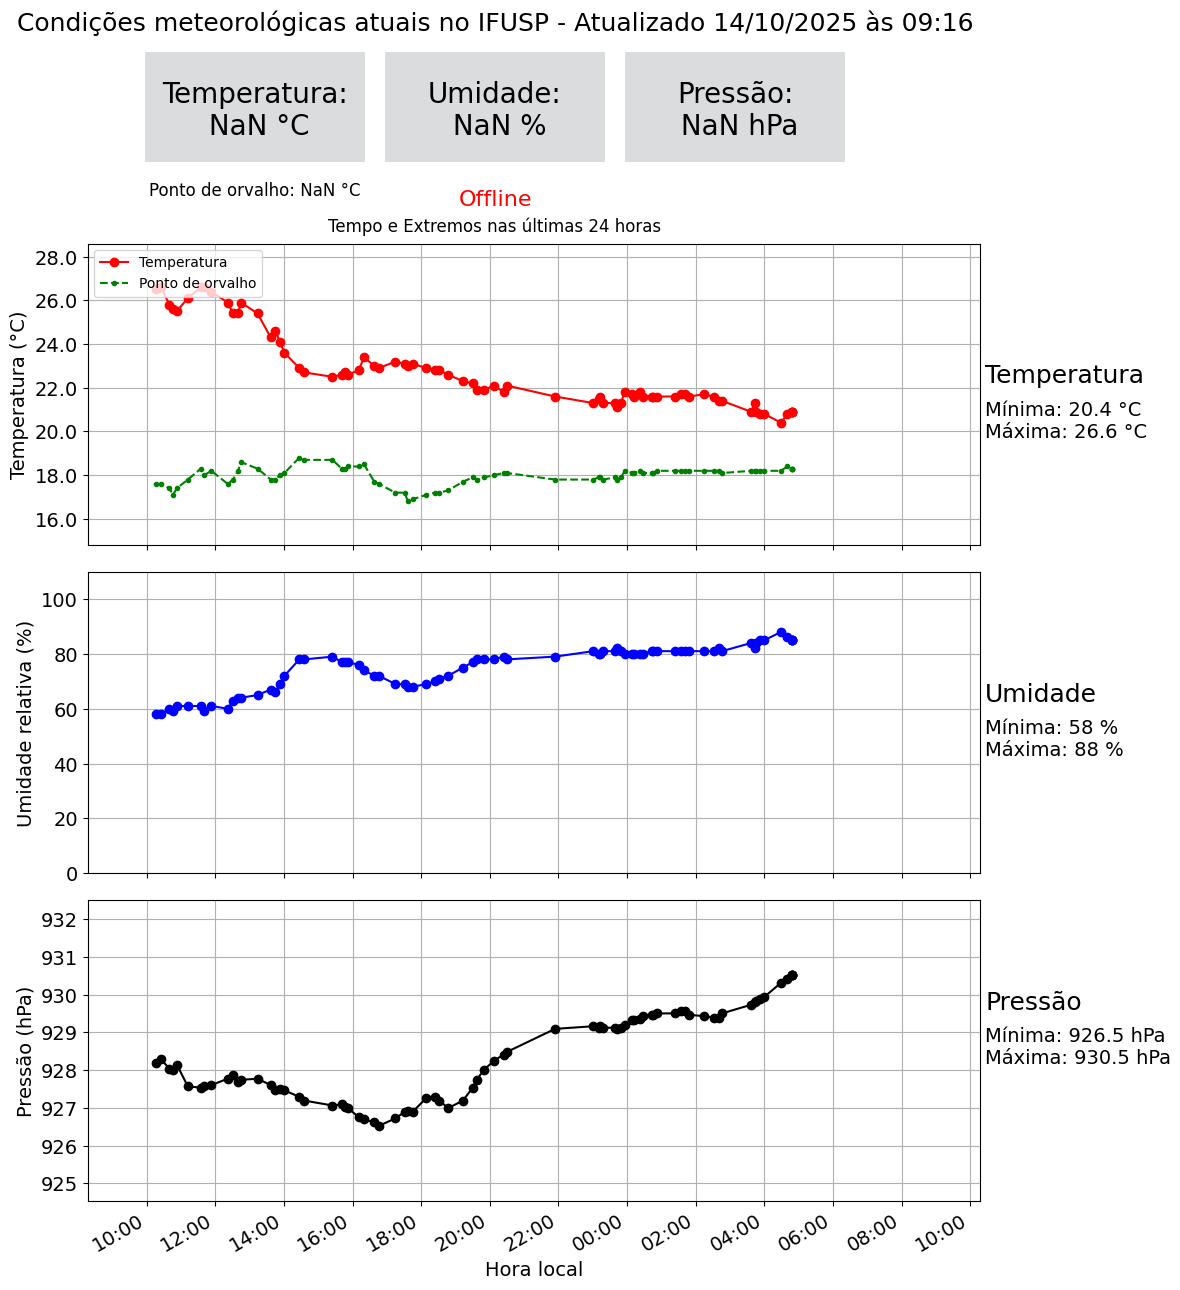 Condições meteorológicas atuais no IFUSP - Atualizado 14/10/2025 às 09:16
Temperatura:
NaN °C
Umidade:
NaN %
Pressão:
NaN hPa
Ponto de orvalho: NaN °C
Offline
Tempo e Extremos nas últimas 24 horas
Temperatura
Ponto de orvalho
Temperatura (°C)
28.0
26.0
24.0
22.0
20.0
18.0
16.0
Temperatura
Mínima: 20.4 °C
Máxima: 26.6 °C
Umidade relativa (%)
100
80
60
40
20
0
Umidade
Mínima: 58 %
Máxima: 88 %
Pressão (hPa)
932
931
930
929
928
927
926
925
Pressão
Mínima: 926.5 hPa
Máxima: 930.5 hPa
10:00 12:00 14:00 16:00 18:00 20:00 22:00 00:00 02:00 04:00 06:00 08:00 10:00
Hora local